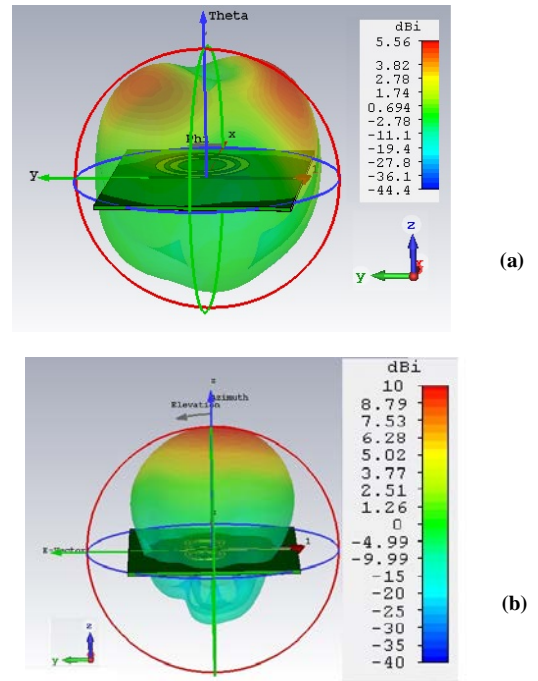 Theta
dBi
5.56
3.82
2.78
1.74
0.694
-2.78
-11.1
-19.4
-27.8
-36.1
-44.4
Phi
x
y
z
y
x
(a)
dBi
10
8.79
7.53
6.28
5.02
3.77
2.51
1.26
0
-4.99
-9.99
-15
-20
-25
-30
-35
-40
z
Azimuth
Elevation
1
z
y
(b)